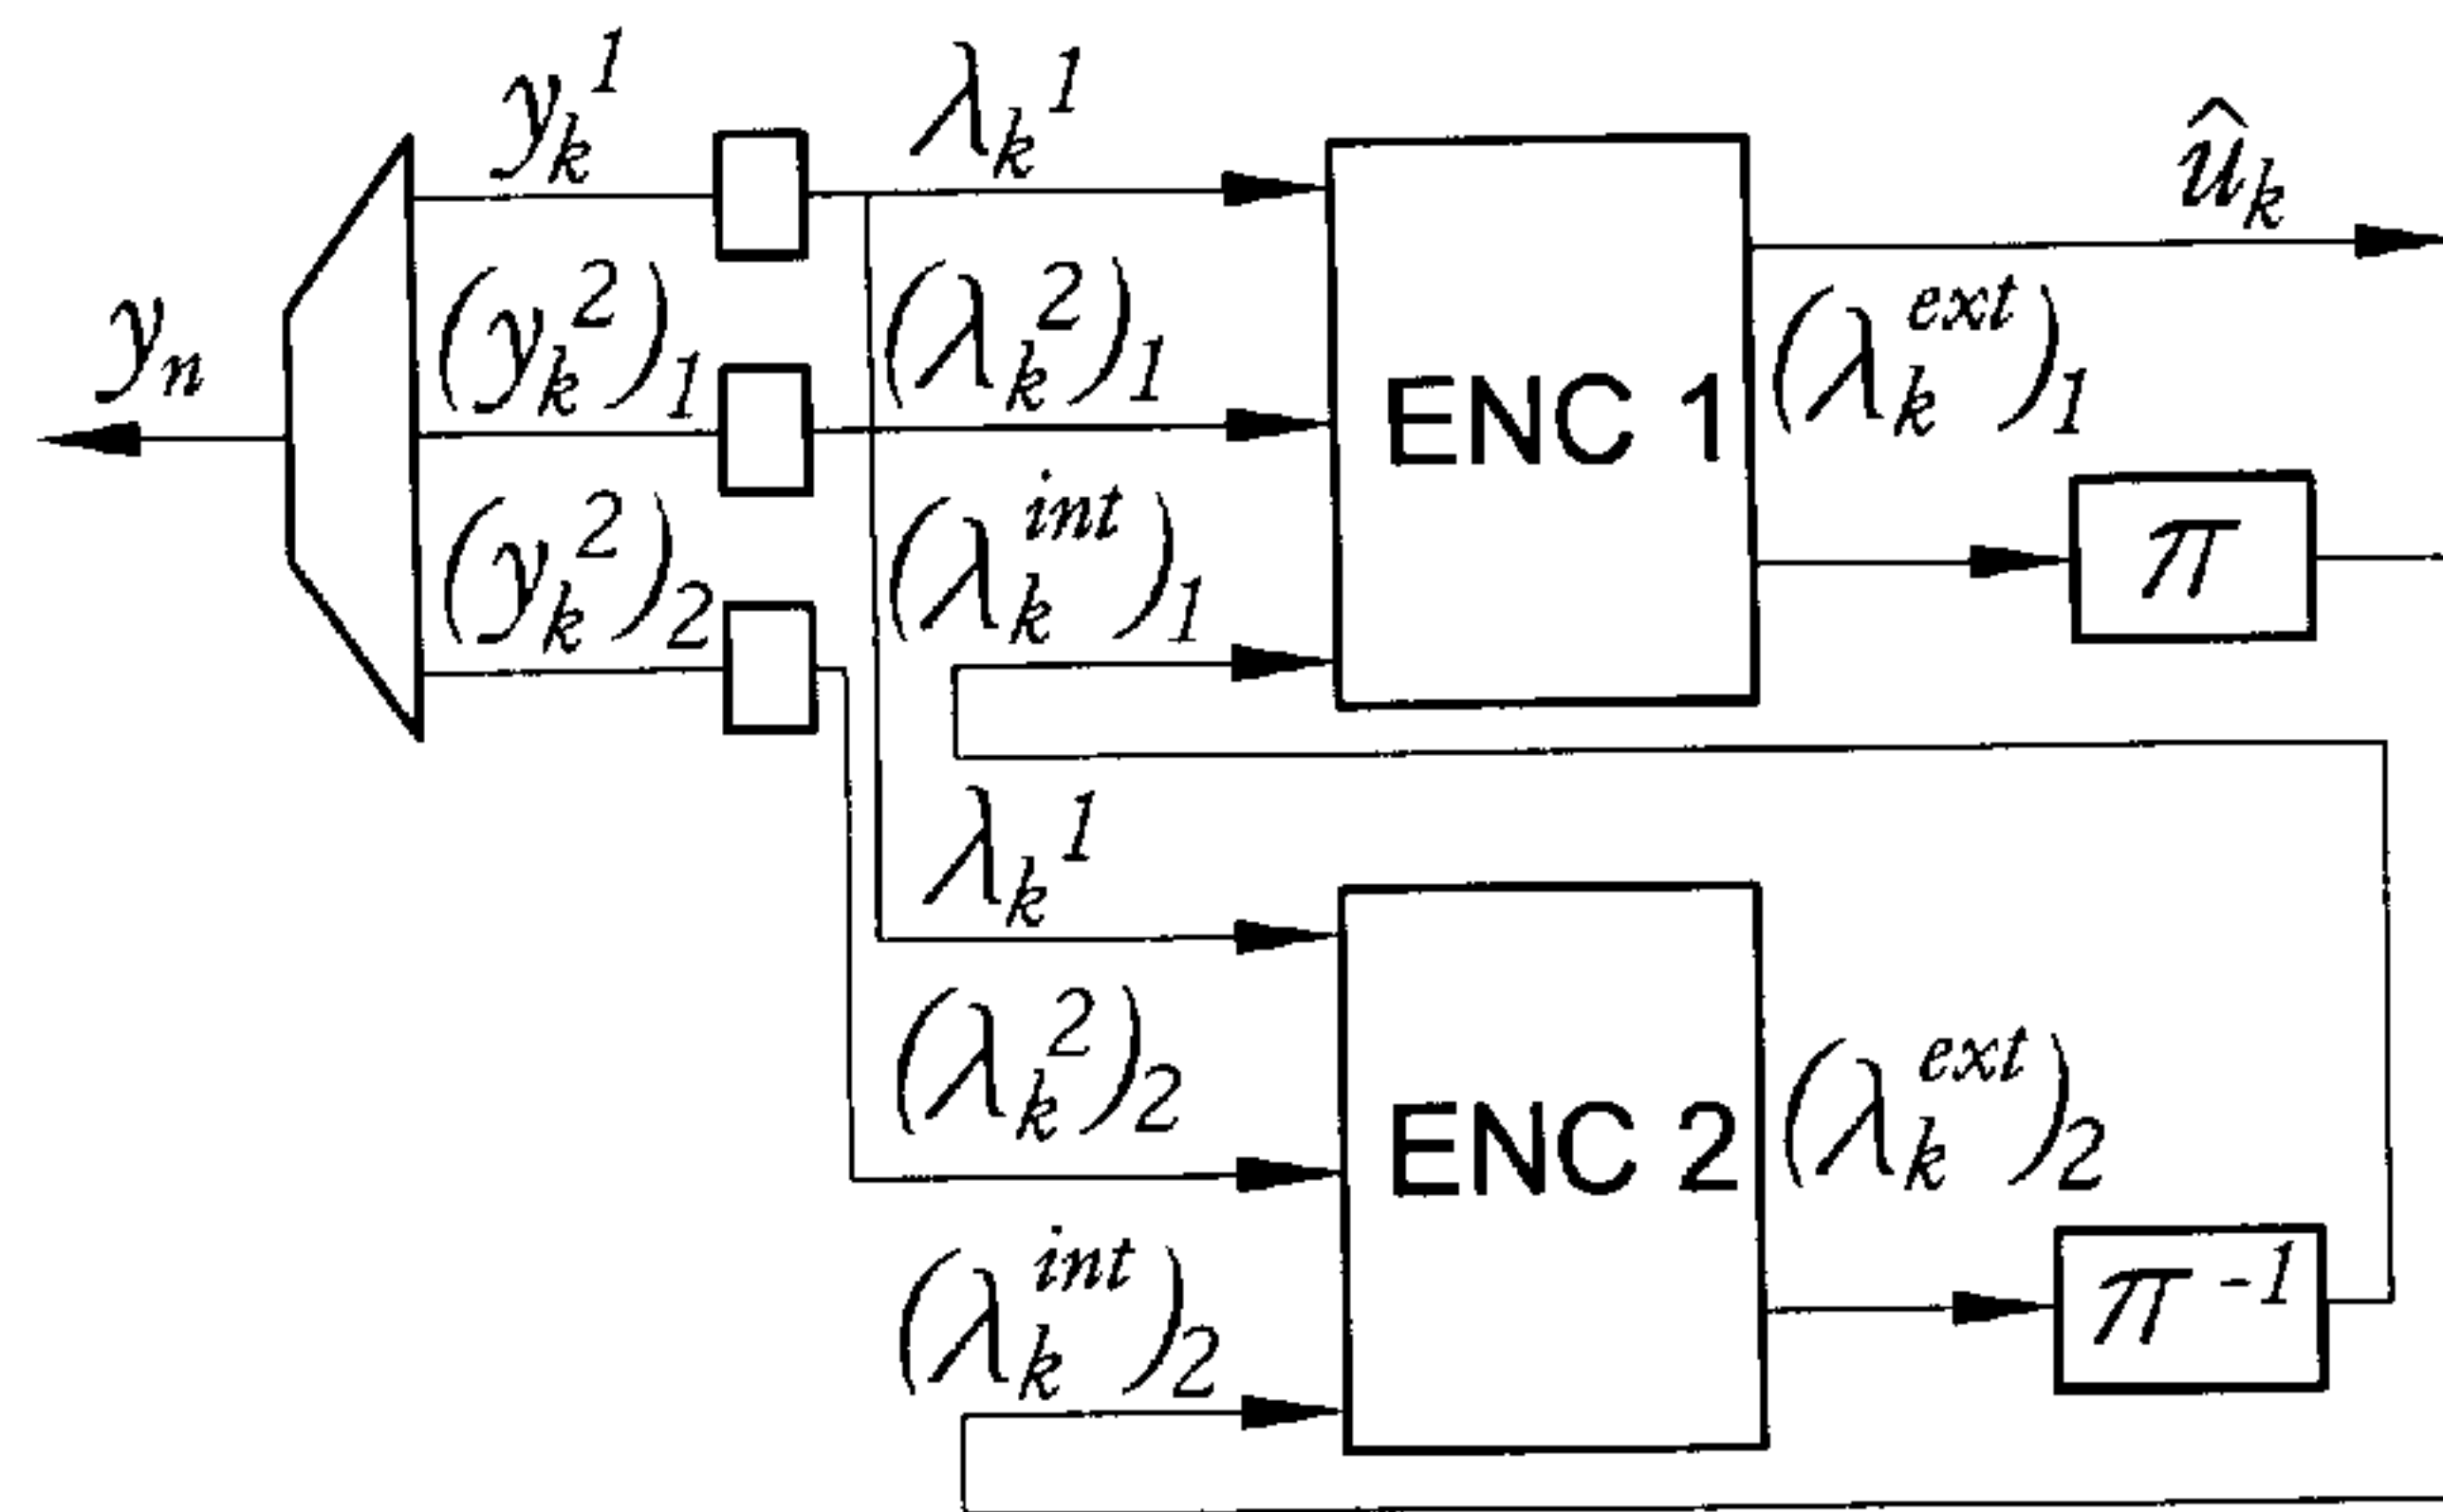 y_k^1
λ_k^1
û_k
y_n
(y_k^2)_1
(λ_k^2)_1
ENC 1
(λ_k^ext)_1
(y_k^2)_2
(λ_k^int)_1
π
λ_k^1
(λ_k^2)_2
ENC 2
(λ_k^ext)_2
(λ_k^int)_2
π^-1